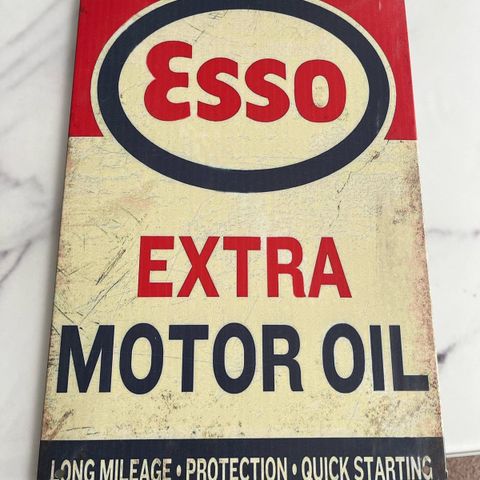 Esso
EXTRA
MOTOR OIL
LONG MILEAGE • PROTECTION • QUICK STARTING